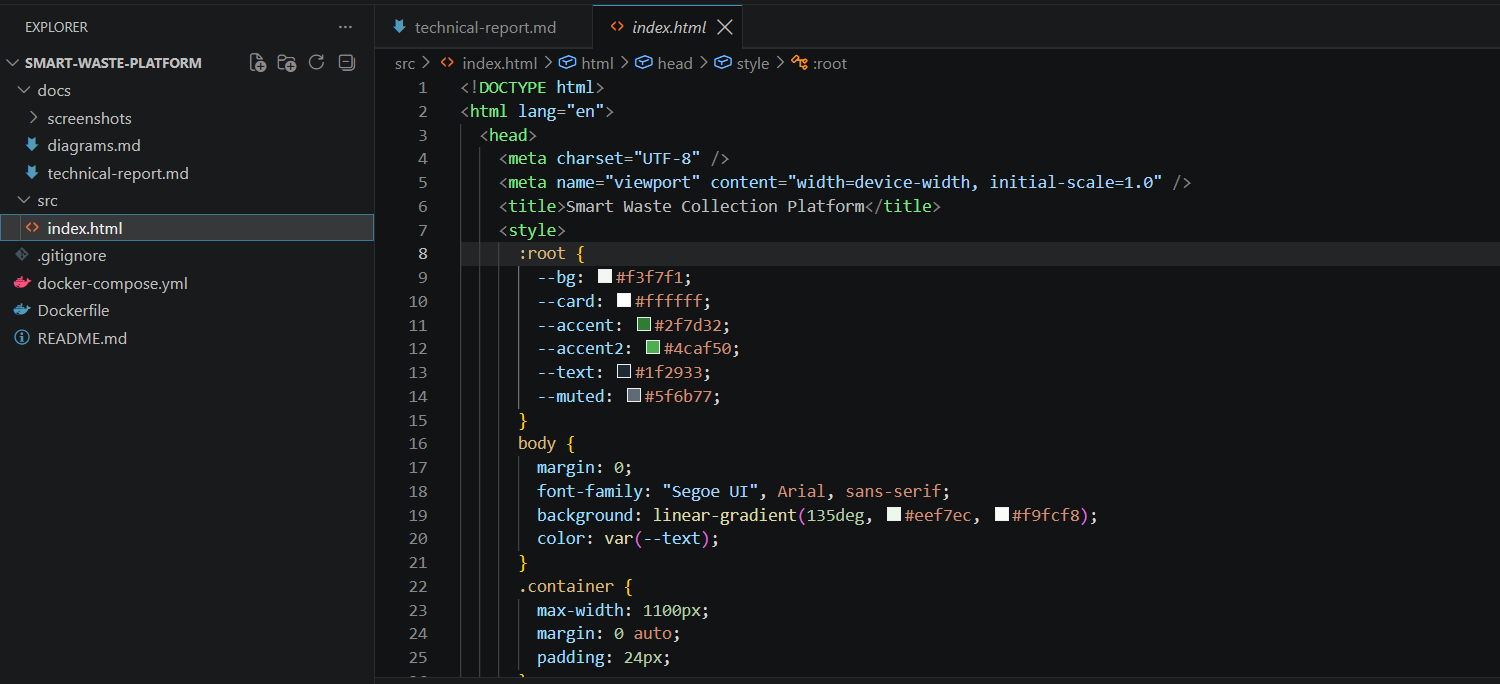 EXPLORER
SMART-WASTE-PLATFORM
docs
screenshots
diagrams.md
technical-report.md
src
index.html
.gitignore
docker-compose.yml
Dockerfile
README.md
technical-report.md
index.html
src > index.html > html > head > style > :root
1 <!DOCTYPE html>
2 <html lang="en">
3 <head>
4 <meta charset="UTF-8" />
5 <meta name="viewport" content="width=device-width, initial-scale=1.0" />
6 <title>Smart Waste Collection Platform</title>
7 <style>
8 :root {
9 --bg: #f3f7f1;
10 --card: #ffffff;
11 --accent: #2f7d32;
12 --accent2: #4caf50;
13 --text: #1f2933;
14 --muted: #5f6b77;
15 }
16 body {
17 margin: 0;
18 font-family: "Segoe UI", Arial, sans-serif;
19 background: linear-gradient(135deg, #eef7ec, #f9fcf8);
20 color: var(--text);
21 }
22 .container {
23 max-width: 1100px;
24 margin: 0 auto;
25 padding: 24px;